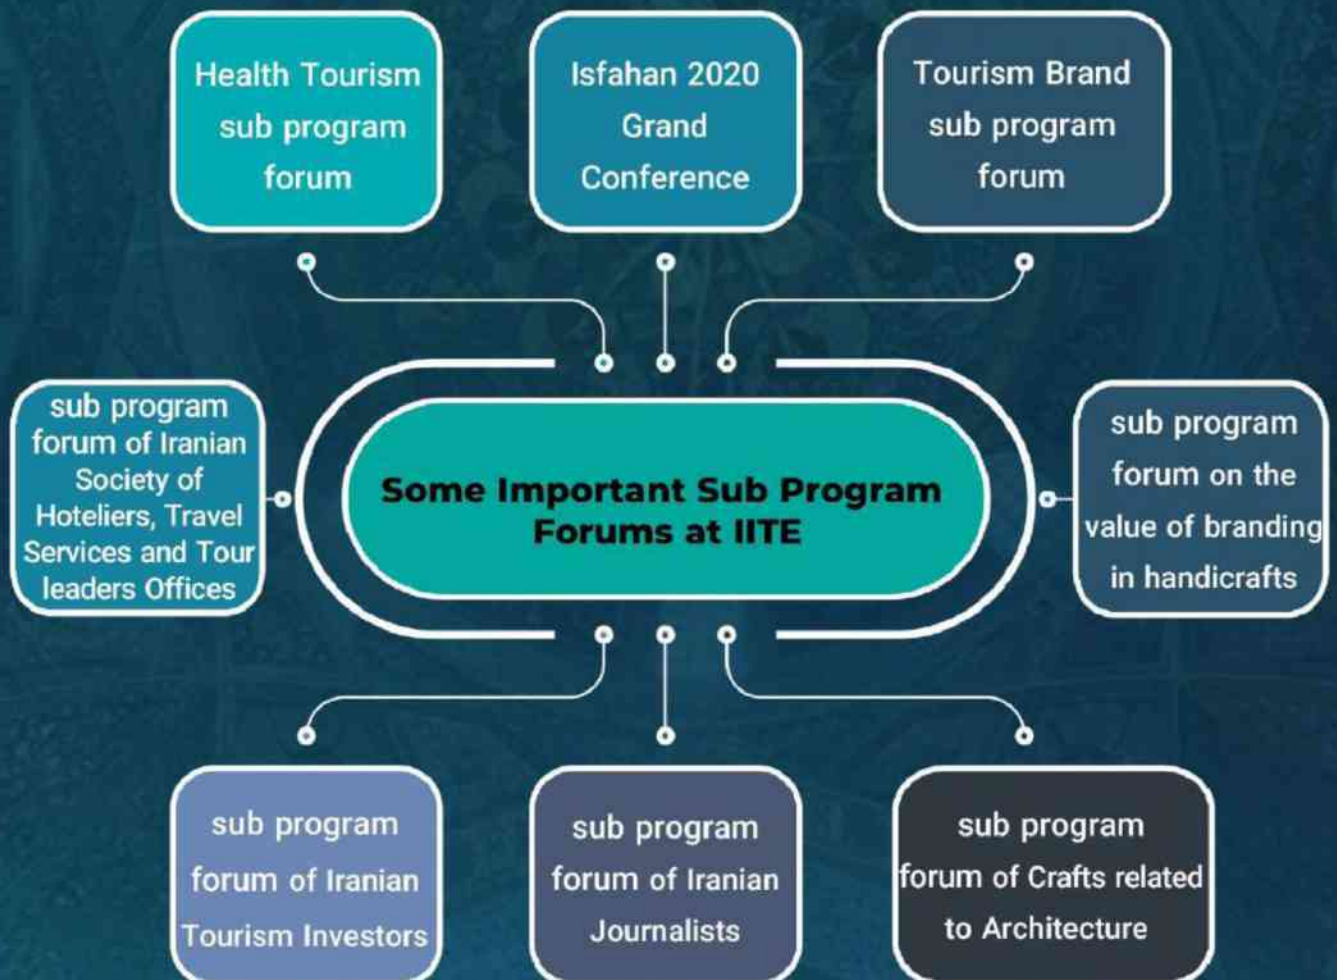 Health Tourism
sub program
forum
Isfahan 2020
Grand
Conference
Tourism Brand
sub program
forum
sub program
forum of Iranian
Society of
Hoteliers, Travel
Services and Tour
leaders Offices
Some Important Sub Program
Forums at IITE
sub program
forum on the
value of branding
in handicrafts
sub program
forum of Iranian
Tourism Investors
sub program
forum of Iranian
Journalists
sub program
forum of Crafts related
to Architecture